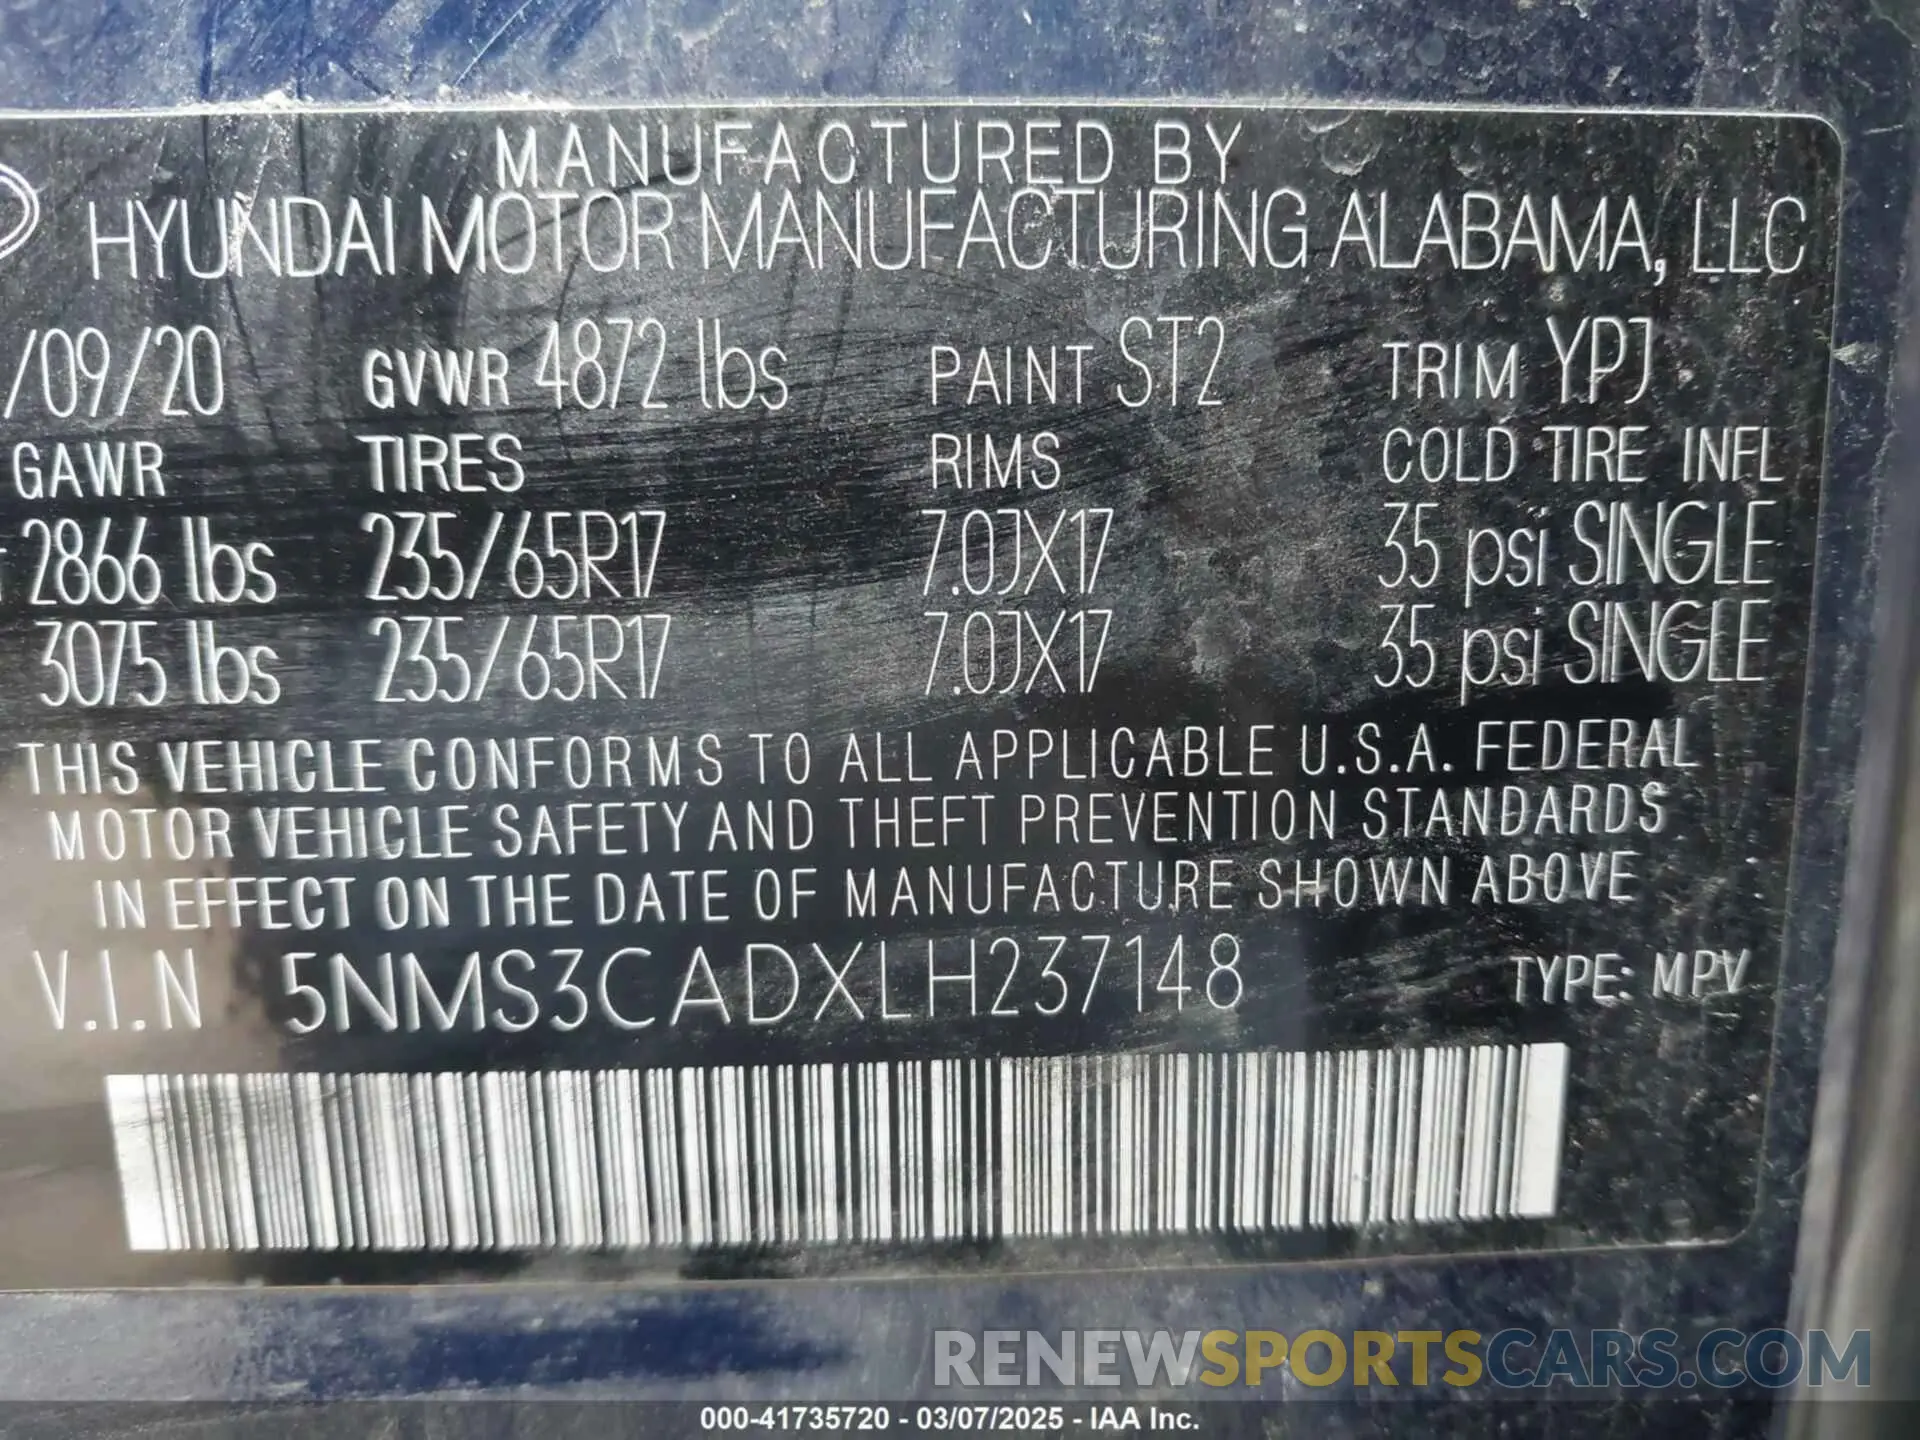 MANUFACTURED BY
HYUNDAI MOTOR MANUFACTURING ALABAMA, LLC
/09/20 GVWR 4872 lbs PAINT ST2 TRIM YPJ
GAWR TIRES RIMS COLD TIRE INFL
2866 lbs 235/65R17 7.0JX17 35 psi SINGLE
3075 lbs 235/65R17 7.0JX17 35 psi SINGLE
THIS VEHICLE CONFORMS TO ALL APPLICABLE U.S.A. FEDERAL
MOTOR VEHICLE SAFETY AND THEFT PREVENTION STANDARDS
IN EFFECT ON THE DATE OF MANUFACTURE SHOWN ABOVE
V.I.N 5NMS3CADXLH237148 TYPE: MPV
RENEWSPORTSCARS.COM
000-41735720 - 03/07/2025 - IAA Inc.